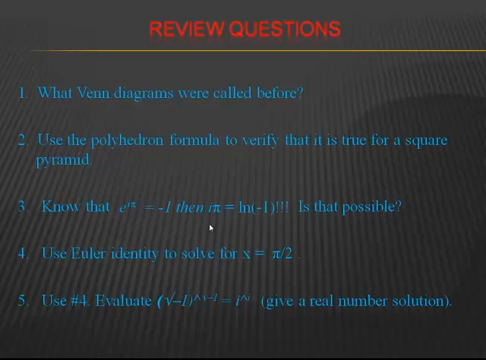 REVIEW QUESTIONS
1. What Venn diagrams were called before?
2. Use the polyhedron formula to verify that it is true for a square
pyramid.
3 Know that e^iπ = -1 then iπ = ln(-1)!!! Is that possible?
4. Use Euler identity to solve for x = π/2 .
5. Use #4. Evaluate (√–1)^√–1 = i^i (give a real number solution).